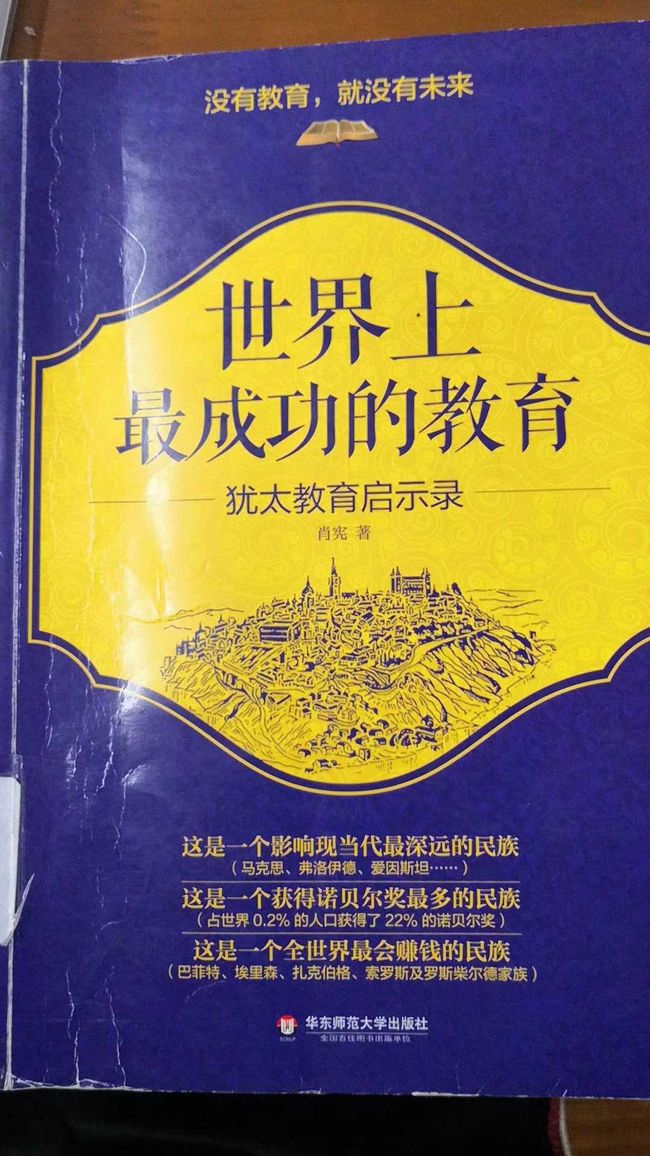 没有教育，就没有未来
世界上
最成功的教育
犹太教育启示录
肖宪 著
这是一个影响现当代最深远的民族
（马克思、弗洛伊德、爱因斯坦……）
这是一个获得诺贝尔奖最多的民族
（占世界 0.2% 的人口获得了 22% 的诺贝尔奖）
这是一个全世界最会赚钱的民族
（巴菲特、埃里森、扎克伯格、索罗斯及罗斯柴尔德家族）
华东师范大学出版社
ECNUP
全国百佳图书出版单位